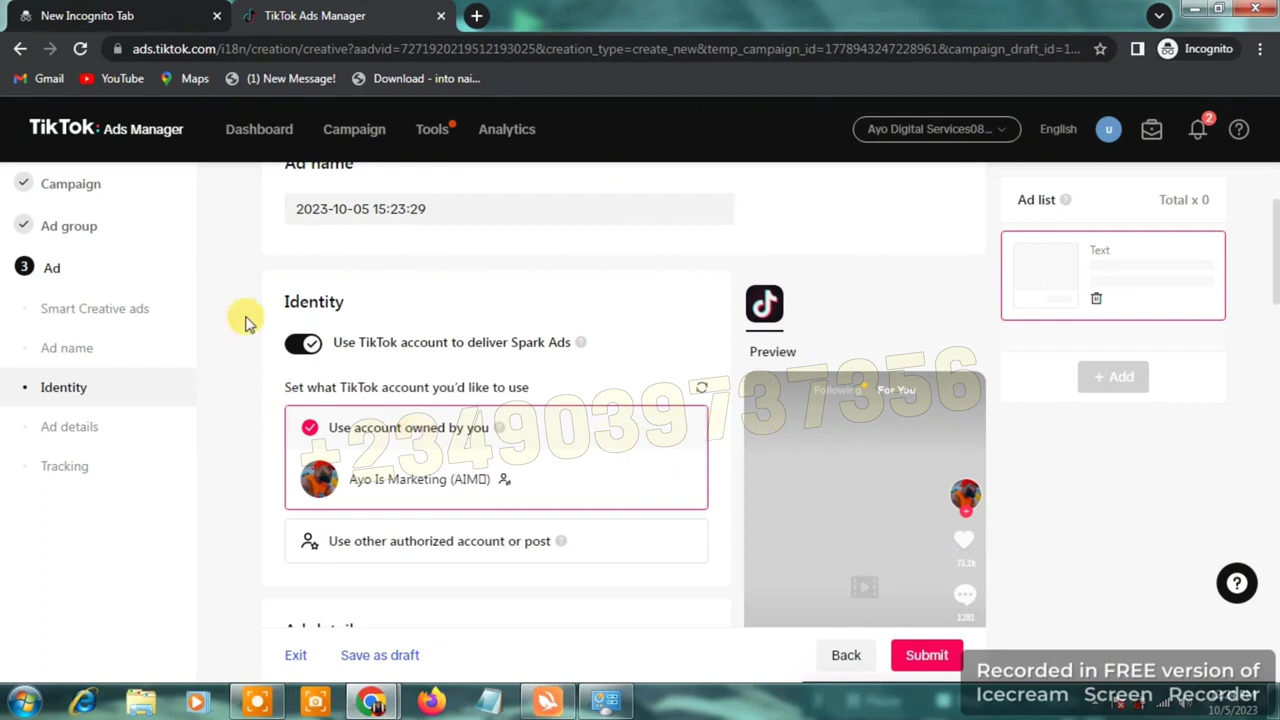 New Incognito Tab
TikTok Ads Manager
ads.tiktok.com/i18n/creation/creative?aadvid=7271920219512193025&creation_type=create_new&temp_campaign_id=1778943247228961&campaign_draft_id=1...
Incognito
Gmail
YouTube
Maps
(1) New Message!
Download - into nai...
TikTok: Ads Manager
Dashboard
Campaign
Tools
Analytics
Ayo Digital Services08...
English
u
2
Campaign
Ad group
3 Ad
Smart Creative ads
Ad name
Identity
Ad details
Tracking
Ad name
2023-10-05 15:23:29
Identity
Use TikTok account to deliver Spark Ads
Set what TikTok account you'd like to use
Use account owned by you
Ayo Is Marketing (AIM
Use other authorized account or post
Ad details
Preview
Following
For You
71.1k
1281
+2349039737356
Ad list
Total x 0
Text
+ Add
Exit
Save as draft
Back
Submit
Recorded in FREE version of
Icecream Screen Recorder
10/5/2023